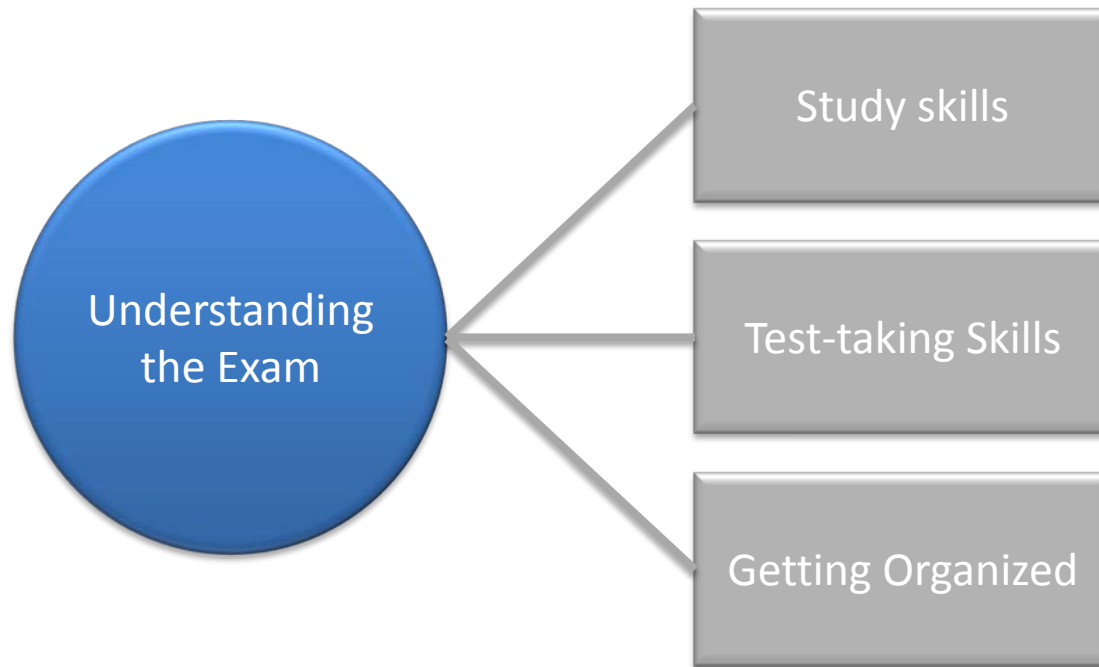 Understanding
the Exam
Study skills
Test-taking Skills
Getting Organized